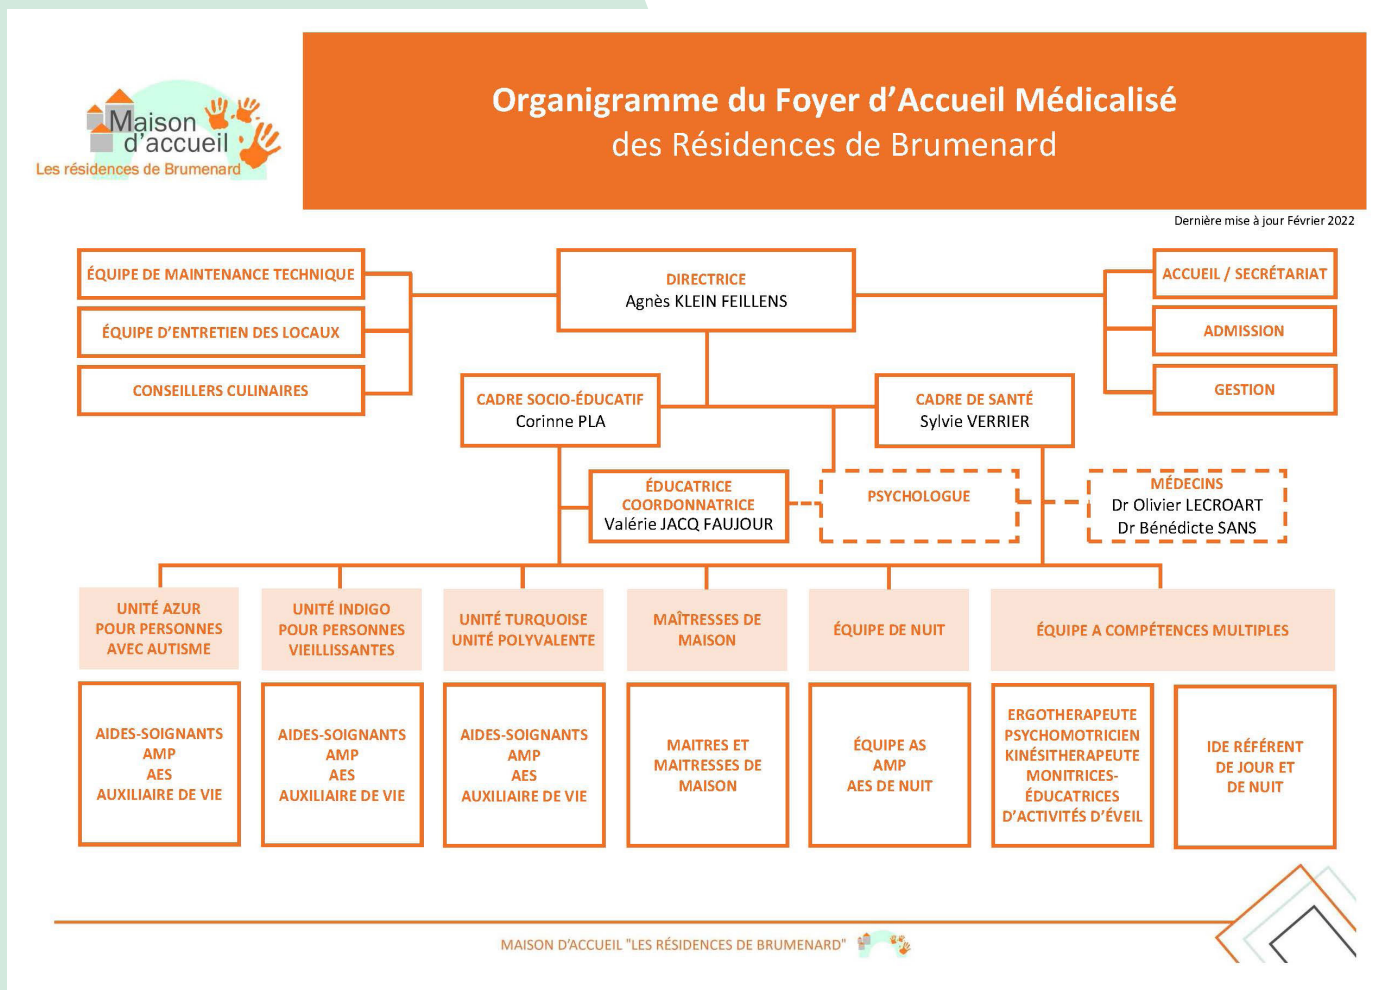 Maison
d'accueil
Les résidences de Brumenard
Organigramme du Foyer d'Accueil Médicalisé
des Résidences de Brumenard
Dernière mise à jour Février 2022
ÉQUIPE DE MAINTENANCE TECHNIQUE
ÉQUIPE D'ENTRETIEN DES LOCAUX
CONSEILLERS CULINAIRES
DIRECTRICE
Agnès KLEIN FEILLENS
ACCUEIL / SECRÉTARIAT
ADMISSION
GESTION
CADRE SOCIO-ÉDUCATIF
Corinne PLA
CADRE DE SANTÉ
Sylvie VERRIER
ÉDUCATRICE
COORDONNATRICE
Valérie JACQ FAUJOUR
PSYCHOLOGUE
MÉDECINS
Dr Olivier LECROART
Dr Bénédicte SANS
UNITÉ AZUR
POUR PERSONNES
AVEC AUTISME
UNITÉ INDIGO
POUR PERSONNES
VIEILLISSANTES
UNITÉ TURQUOISE
UNITÉ POLYVALENTE
MAÎTRESSES DE
MAISON
ÉQUIPE DE NUIT
ÉQUIPE A COMPÉTENCES MULTIPLES
AIDES-SOIGNANTS
AMP
AES
AUXILIAIRE DE VIE
AIDES-SOIGNANTS
AMP
AES
AUXILIAIRE DE VIE
AIDES-SOIGNANTS
AMP
AES
AUXILIAIRE DE VIE
MAITRES ET
MAITRESSES DE
MAISON
ÉQUIPE AS
AMP
AES DE NUIT
ERGOTHERAPEUTE
PSYCHOMOTRICIEN
KINÉSITHERAPEUTE
MONITRICES-
ÉDUCATRICES
D'ACTIVITÉS D'ÉVEIL
IDE RÉFÉRENT
DE JOUR ET
DE NUIT
MAISON D'ACCUEIL "LES RÉSIDENCES DE BRUMENARD"